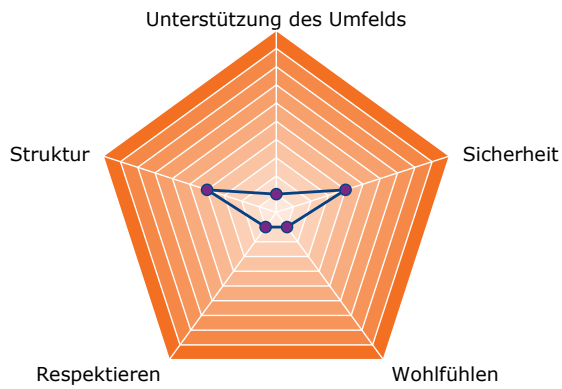 Unterstützung des Umfelds
Struktur
Sicherheit
Respektieren
Wohlfühlen